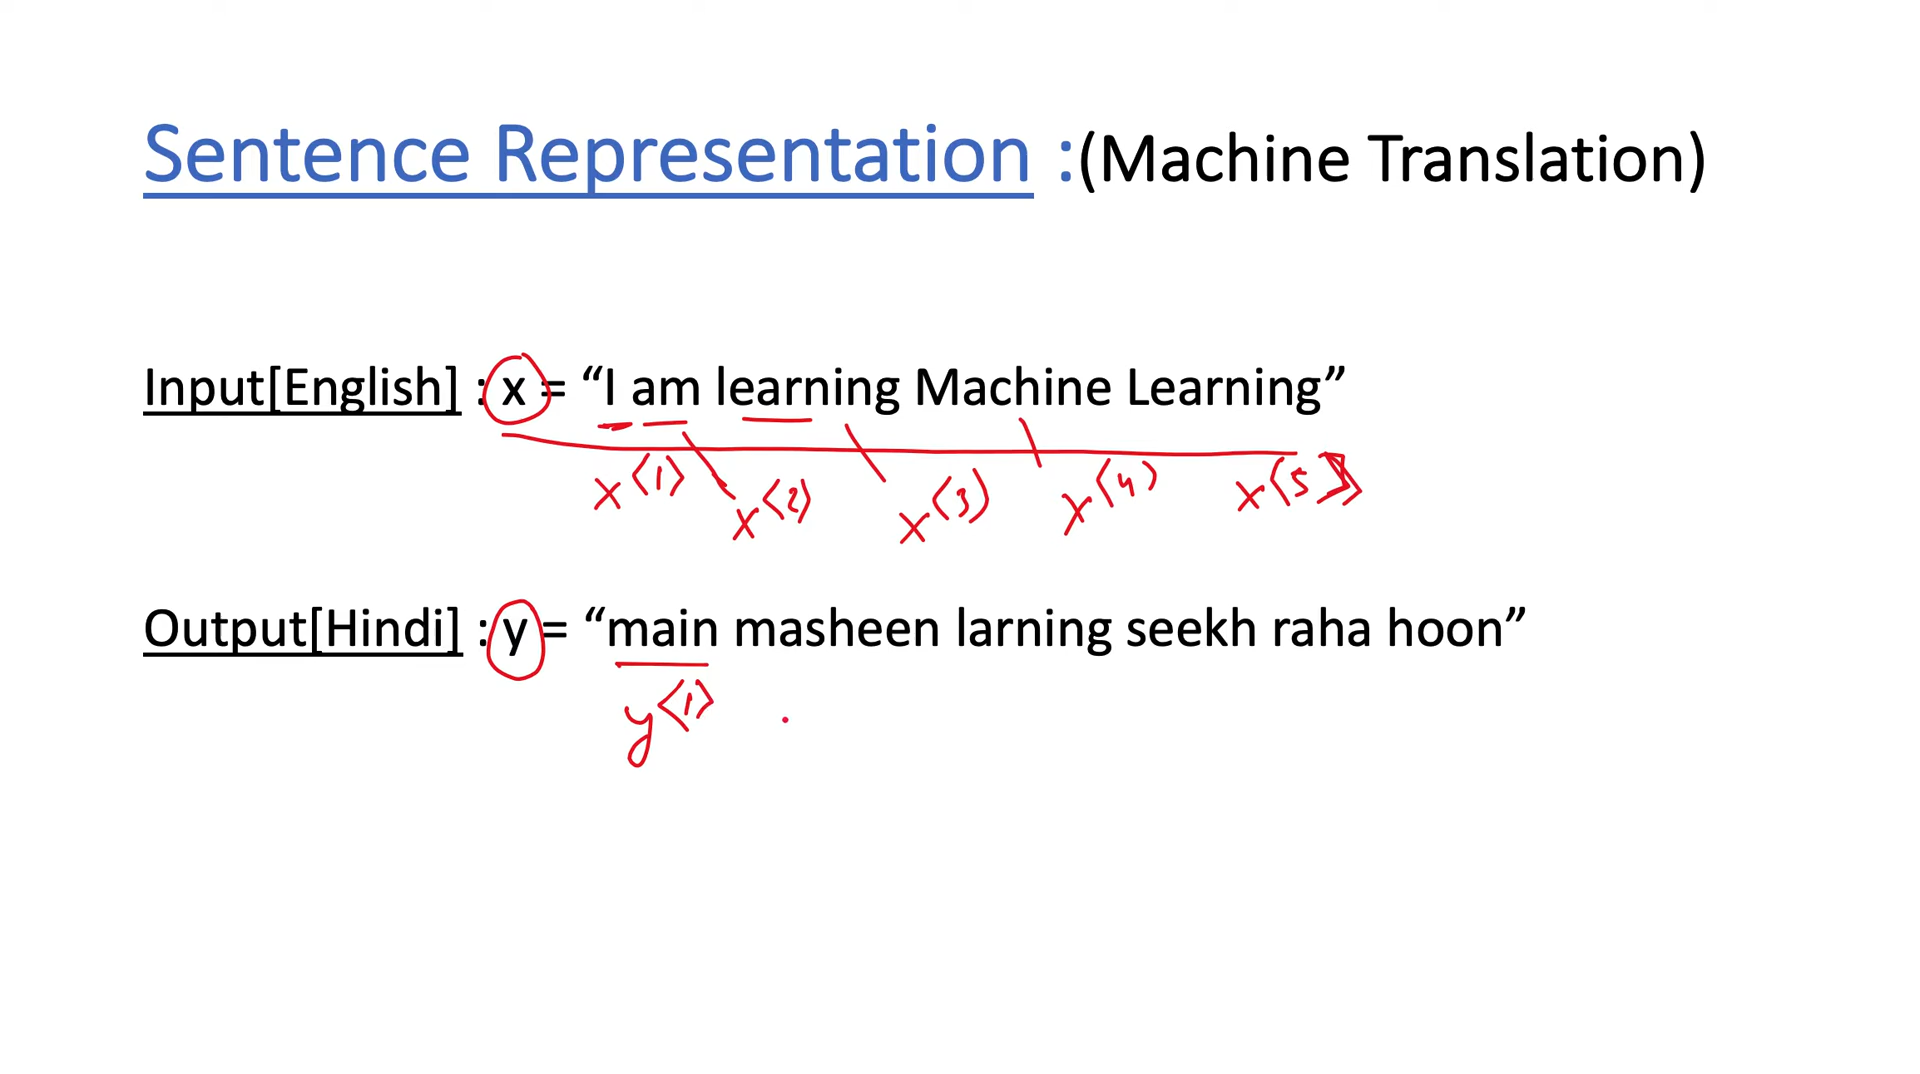 Sentence Representation :(Machine Translation)
Input[English] : x = “I am learning Machine Learning”
x⟨1⟩ x⟨2⟩ x⟨3⟩ x⟨4⟩ x⟨5⟩
Output[Hindi] : y = “main masheen larning seekh raha hoon”
y⟨1⟩